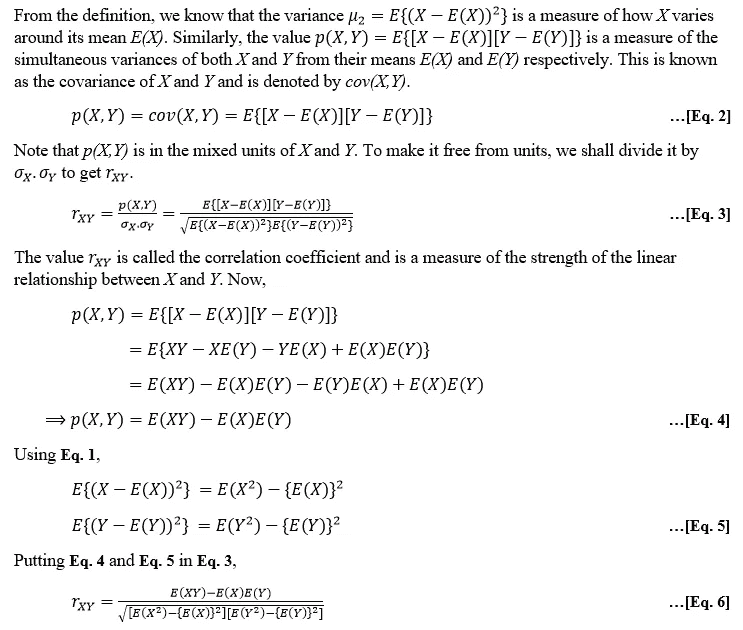 From the definition, we know that the variance μ₂ = E{(X − E(X))²} is a measure of how X varies
around its mean E(X). Similarly, the value p(X, Y) = E{[X − E(X)][Y − E(Y)]} is a measure of the
simultaneous variances of both X and Y from their means E(X) and E(Y) respectively. This is known
as the covariance of X and Y and is denoted by cov(X, Y).
p(X, Y) = cov(X, Y) = E{[X − E(X)][Y − E(Y)]} ...[Eq. 2]
Note that p(X, Y) is in the mixed units of X and Y. To make it free from units, we shall divide it by
σ_X. σ_Y to get r_XY.
r_XY = p(X,Y)/σ_X.σ_Y = E{[X−E(X)][Y−E(Y)]}/√E{(X−E(X))²}E{(Y−E(Y))²} ...[Eq. 3]
The value r_XY is called the correlation coefficient and is a measure of the strength of the linear
relationship between X and Y. Now,
p(X, Y) = E{[X − E(X)][Y − E(Y)]}
= E{XY − XE(Y) − YE(X) + E(X)E(Y)}
= E(XY) − E(X)E(Y) − E(Y)E(X) + E(X)E(Y)
⟹ p(X, Y) = E(XY) − E(X)E(Y) ...[Eq. 4]
Using Eq. 1,
E{(X − E(X))²} = E(X²) − {E(X)}²
E{(Y − E(Y))²} = E(Y²) − {E(Y)}² ...[Eq. 5]
Putting Eq. 4 and Eq. 5 in Eq. 3,
r_XY = E(XY)−E(X)E(Y)/√[E(X²)−{E(X)}²][E(Y²)−{E(Y)}²] ...[Eq. 6]